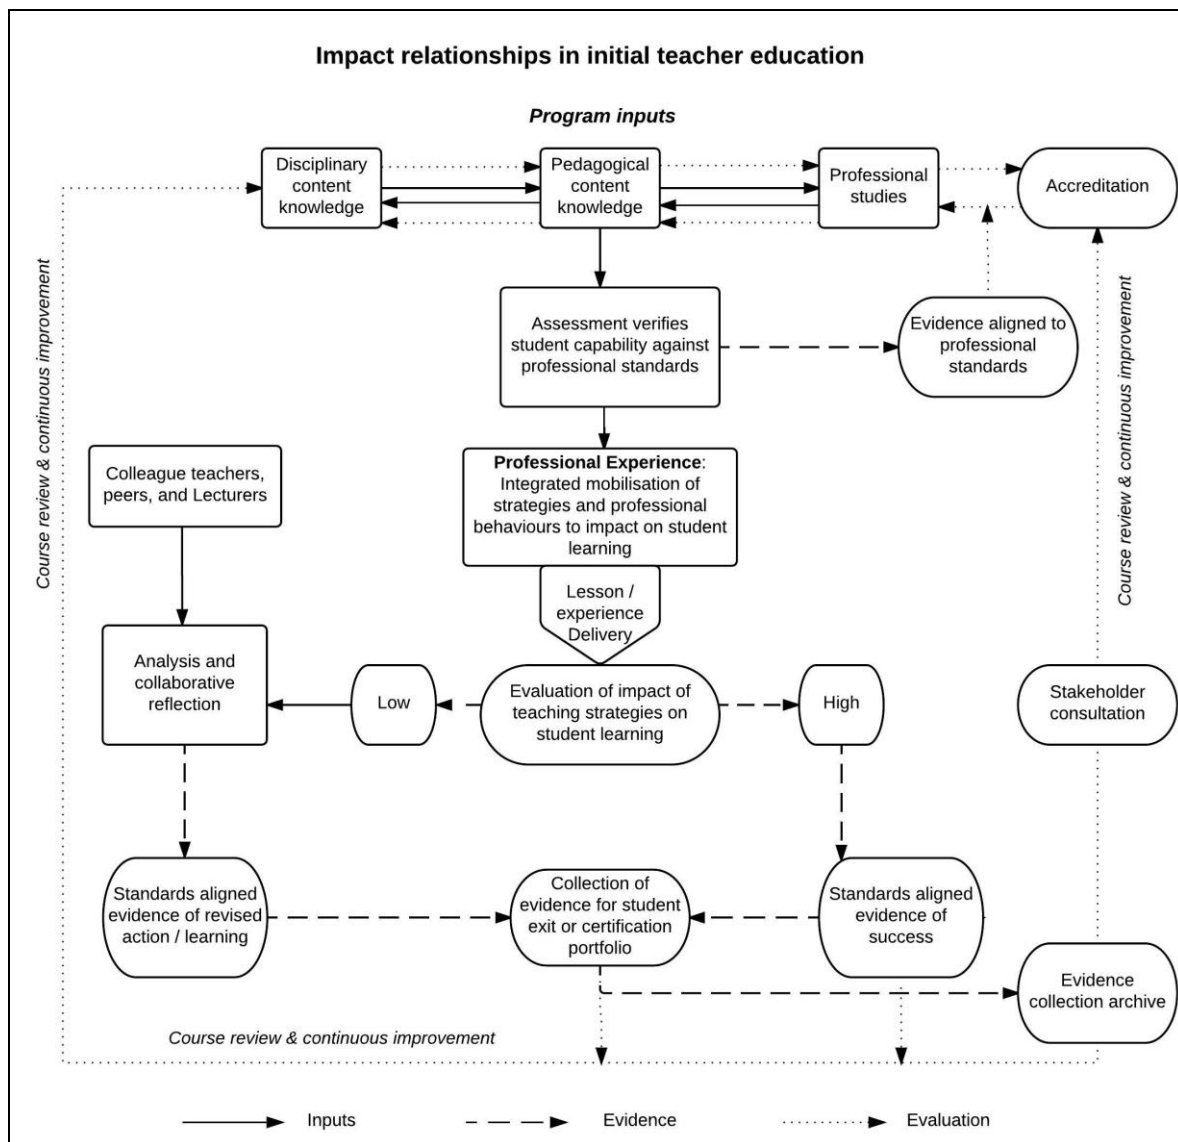 Impact relationships in initial teacher education
Program inputs
Disciplinary
content
knowledge
Pedagogical
content
knowledge
Professional
studies
Accreditation
Assessment verifies
student capability against
professional standards
Evidence aligned to
professional
standards
Course review & continuous improvement
Course review & continuous improvement
Colleague teachers,
peers, and Lecturers
Professional Experience:
Integrated mobilisation of
strategies and professional
behaviours to impact on student
learning
Lesson /
experience
Delivery
Analysis and
collaborative
reflection
Low
Evaluation of impact of
teaching strategies on
student learning
High
Stakeholder
consultation
Standards aligned
evidence of revised
action / learning
Collection of
evidence for student
exit or certification
portfolio
Standards aligned
evidence of
success
Evidence
collection archive
Course review & continuous improvement
Inputs
Evidence
Evaluation